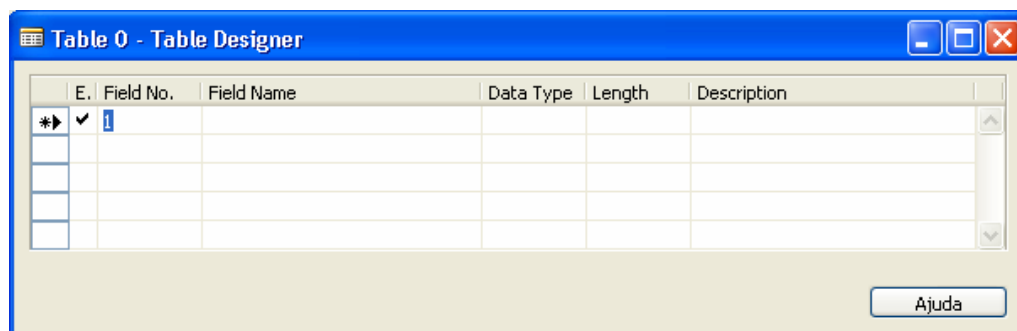 Table 0 - Table Designer
E. Field No. Field Name Data Type Length Description
1
Ajuda